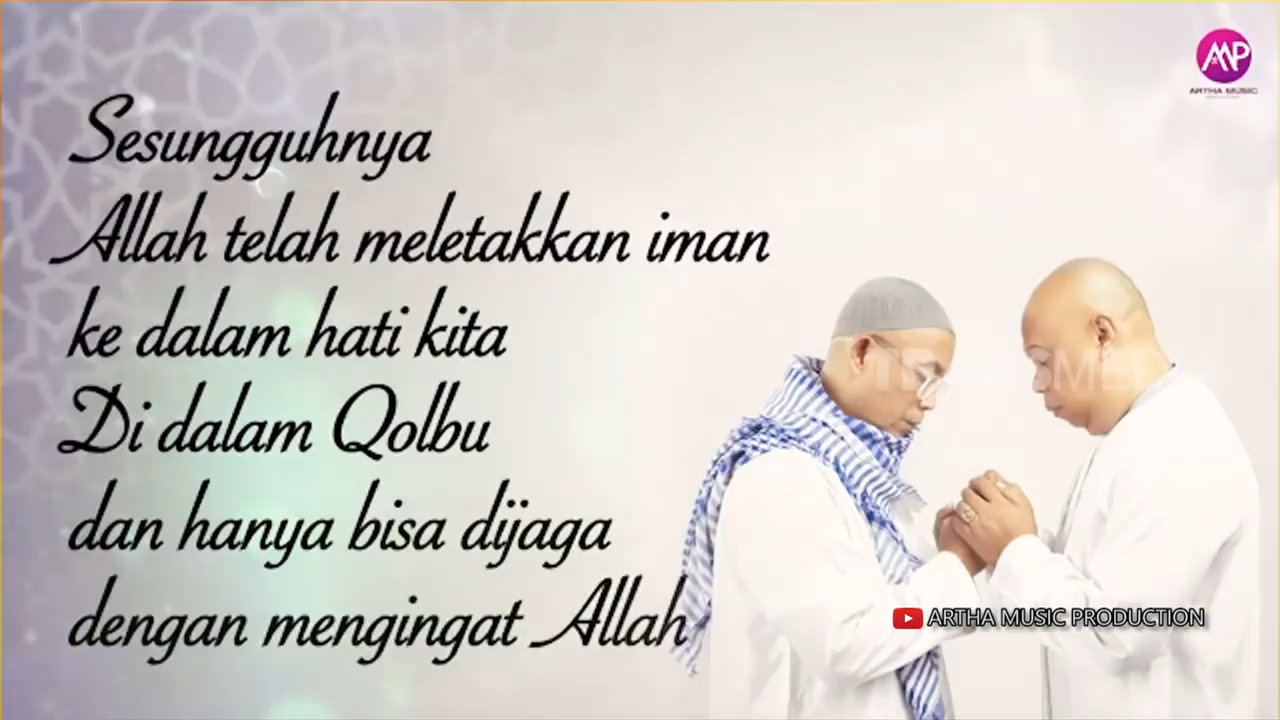 Sesungguhnya
Allah telah meletakkan iman
ke dalam hati kita
Di dalam Qolbu
dan hanya bisa dijaga
dengan mengingat Allah
AMP
ARTHA MUSIC
ARTHA MUSIC PRODUCTION